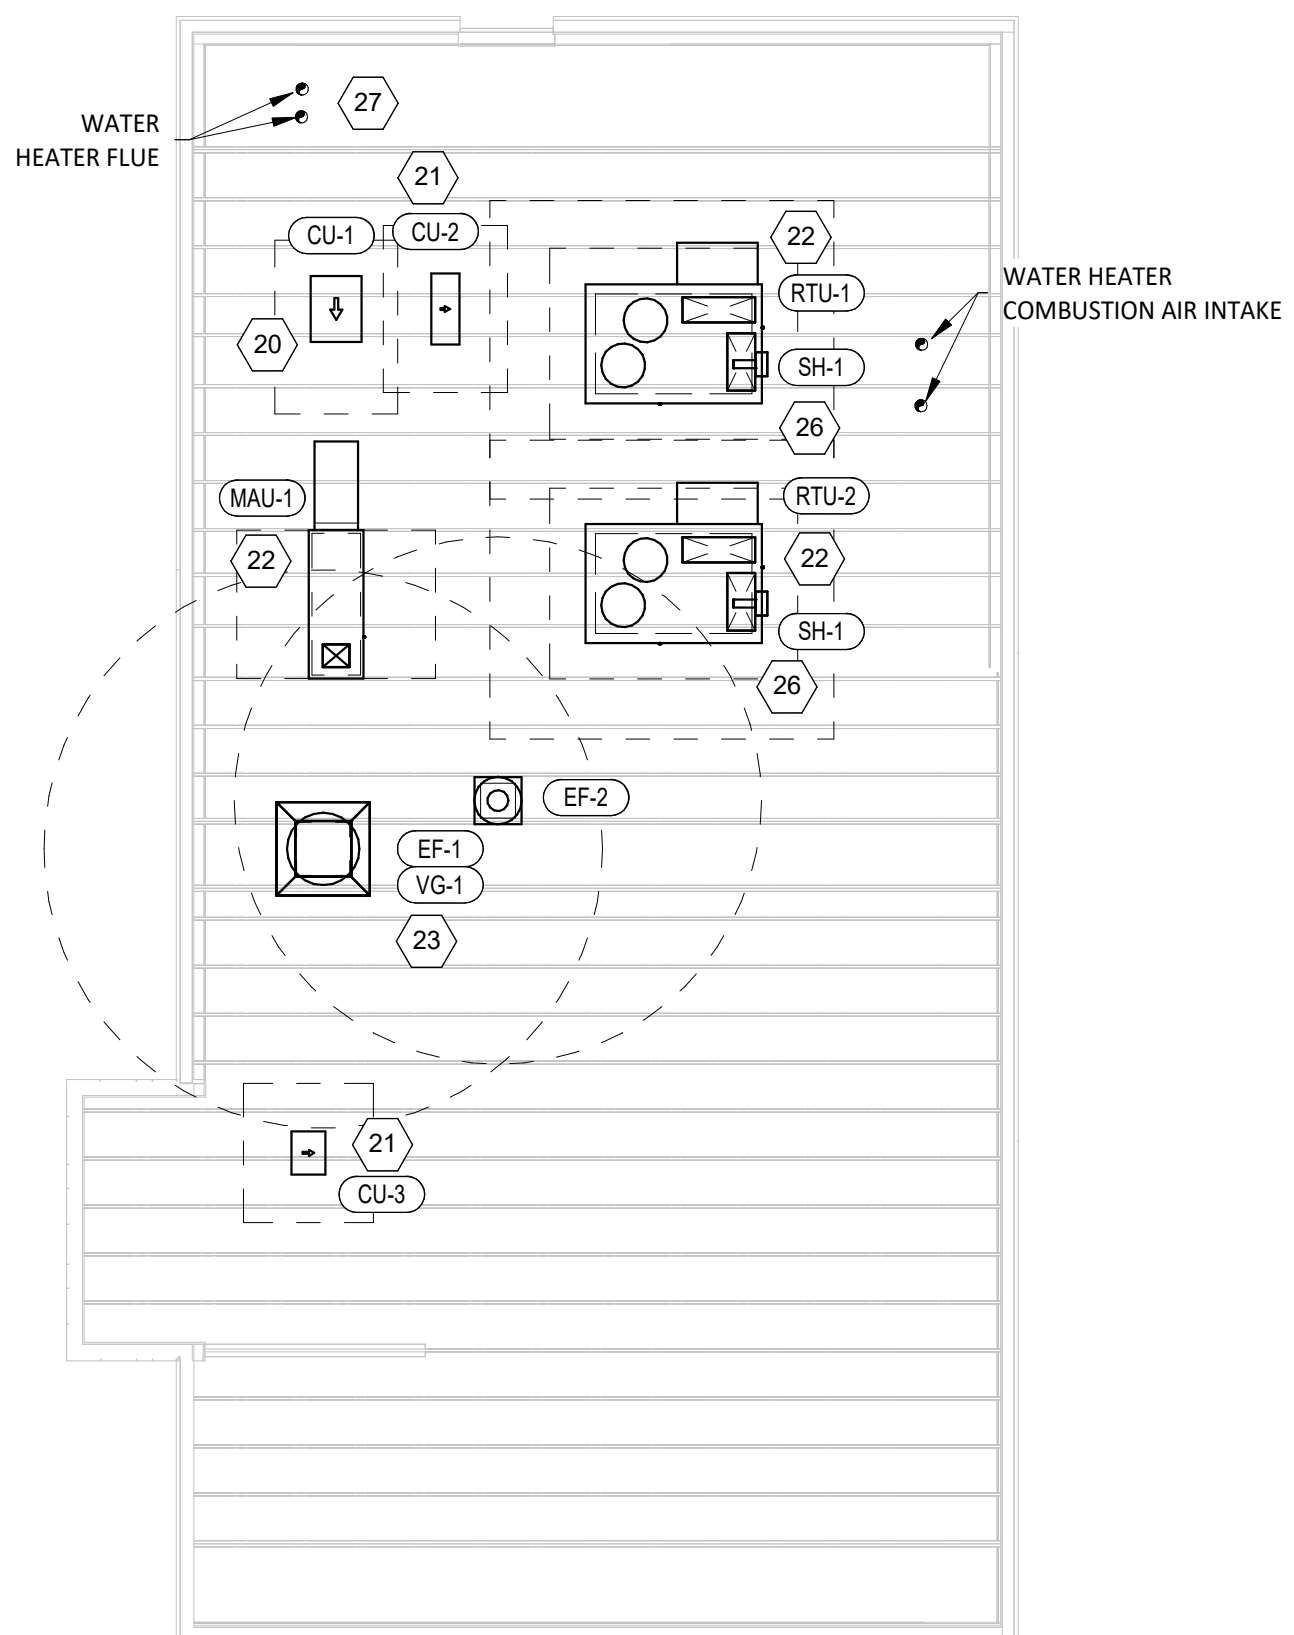 27
WATER
HEATER FLUE
21
CU-1
CU-2
22
RTU-1
WATER HEATER
COMBUSTION AIR INTAKE
20
SH-1
26
MAU-1
RTU-2
22
22
SH-1
26
EF-2
EF-1
VG-1
23
21
CU-3